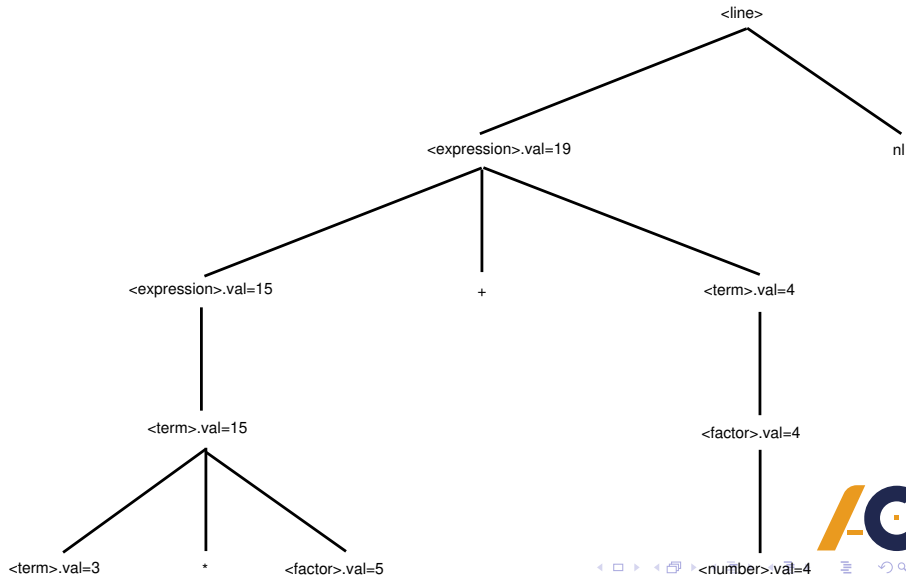 <line>
<expression>.val=19
nl
<expression>.val=15
+
<term>.val=4
<term>.val=15
<factor>.val=4
<term>.val=3
*
<factor>.val=5
<number>.val=4
AC